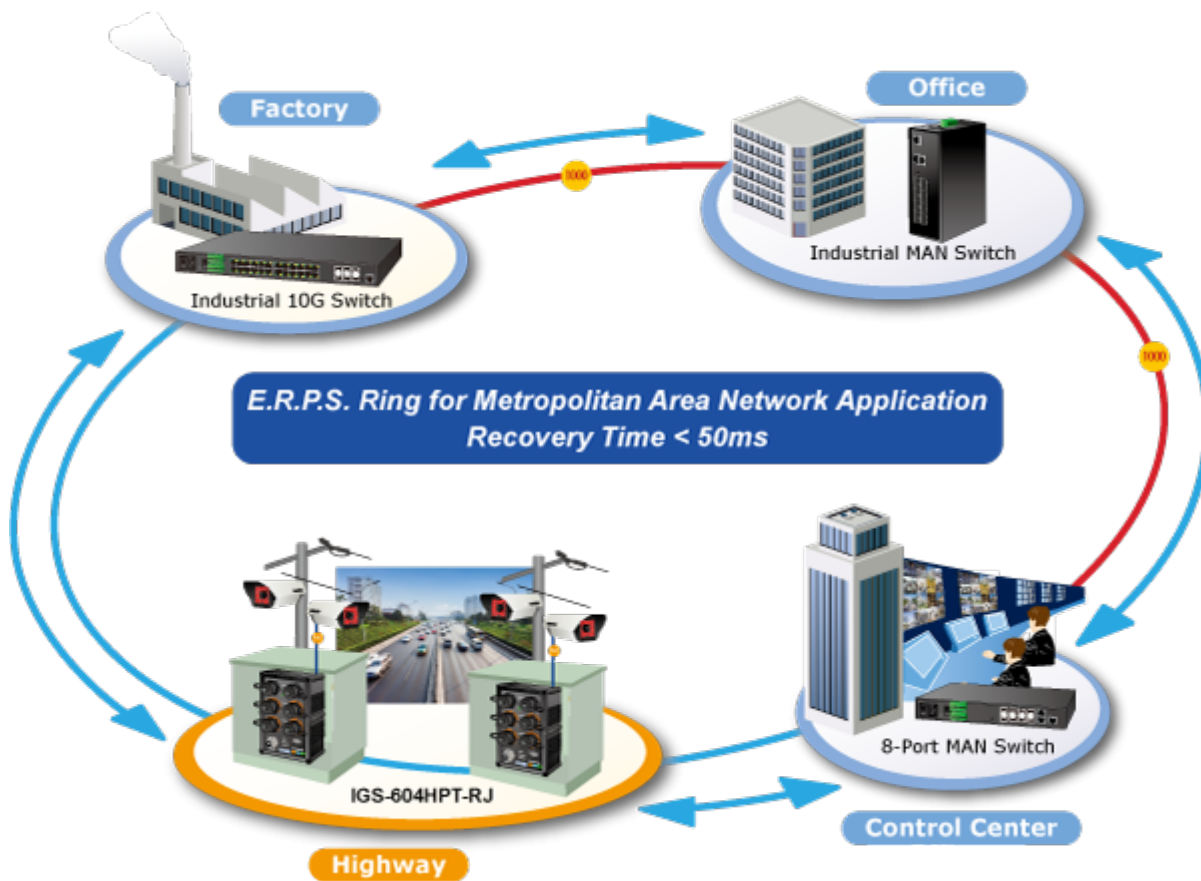 Factory
Office
1000
Industrial MAN Switch
Industrial 10G Switch
1000
E.R.P.S. Ring for Metropolitan Area Network Application
Recovery Time < 50ms
8-Port MAN Switch
IGS-604HPT-RJ
Control Center
Highway